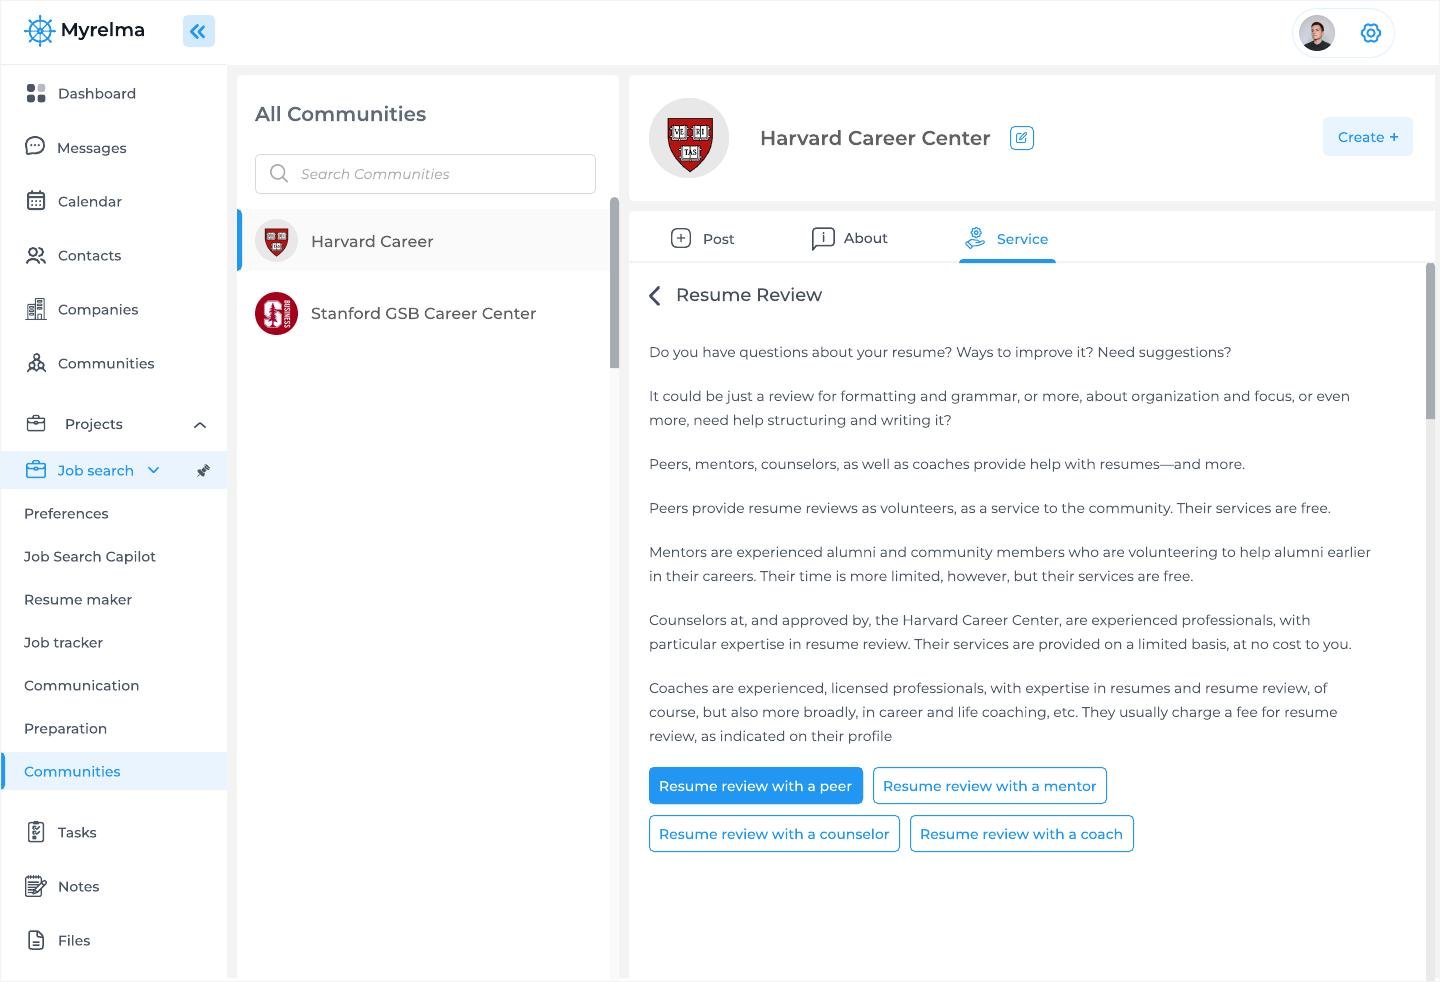 Myrelma
Dashboard
Messages
Calendar
Contacts
Companies
Communities
Projects
Job search
Preferences
Job Search Capilot
Resume maker
Job tracker
Communication
Preparation
Communities
Tasks
Notes
Files
All Communities
Search Communities
Harvard Career
Stanford GSB Career Center
BUSINESS
VE RI
TAS
Harvard Career Center
Create +
Post
About
Service
Resume Review
Do you have questions about your resume? Ways to improve it? Need suggestions?
It could be just a review for formatting and grammar, or more, about organization and focus, or even
more, need help structuring and writing it?
Peers, mentors, counselors, as well as coaches provide help with resumes—and more.
Peers provide resume reviews as volunteers, as a service to the community. Their services are free.
Mentors are experienced alumni and community members who are volunteering to help alumni earlier
in their careers. Their time is more limited, however, but their services are free.
Counselors at, and approved by, the Harvard Career Center, are experienced professionals, with
particular expertise in resume review. Their services are provided on a limited basis, at no cost to you.
Coaches are experienced, licensed professionals, with expertise in resumes and resume review, of
course, but also more broadly, in career and life coaching, etc. They usually charge a fee for resume
review, as indicated on their profile
Resume review with a peer
Resume review with a mentor
Resume review with a counselor
Resume review with a coach